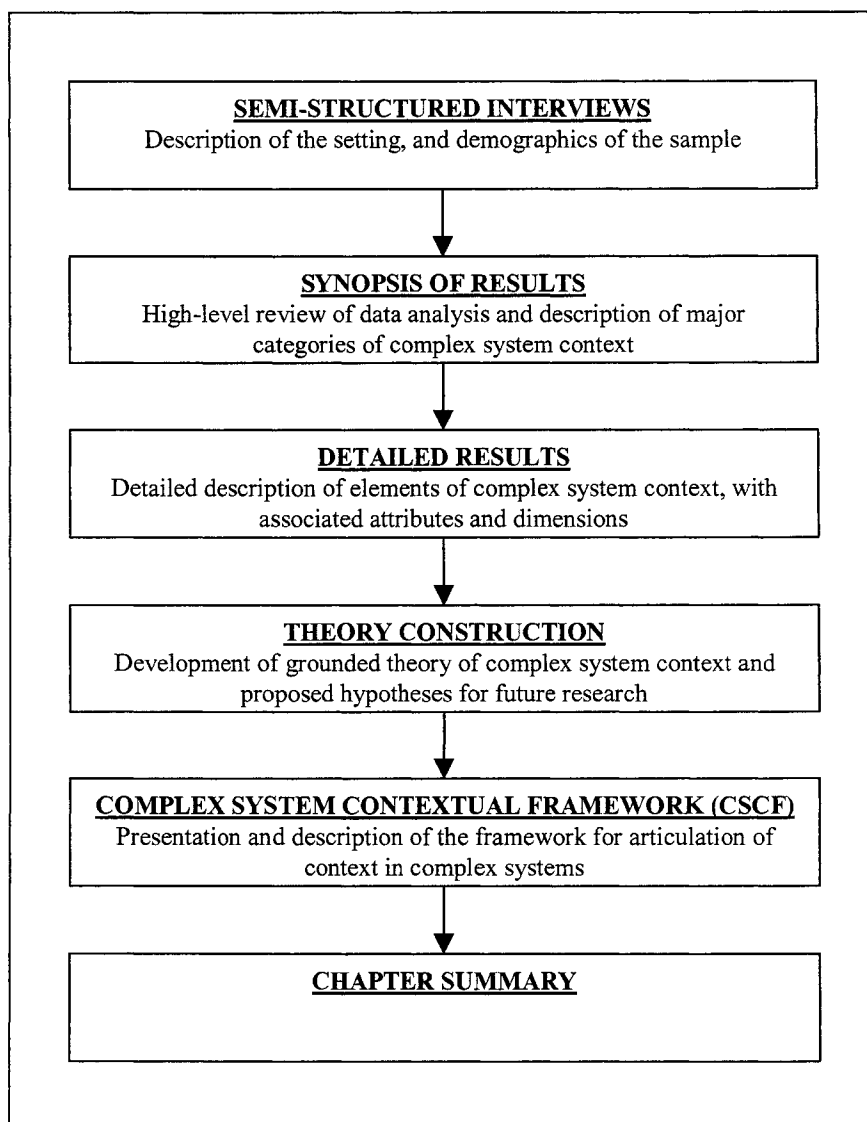 SEMI-STRUCTURED INTERVIEWS
Description of the setting, and demographics of the sample
SYNOPSIS OF RESULTS
High-level review of data analysis and description of major
categories of complex system context
DETAILED RESULTS
Detailed description of elements of complex system context, with
associated attributes and dimensions
THEORY CONSTRUCTION
Development of grounded theory of complex system context and
proposed hypotheses for future research
COMPLEX SYSTEM CONTEXTUAL FRAMEWORK (CSCF)
Presentation and description of the framework for articulation of
context in complex systems
CHAPTER SUMMARY